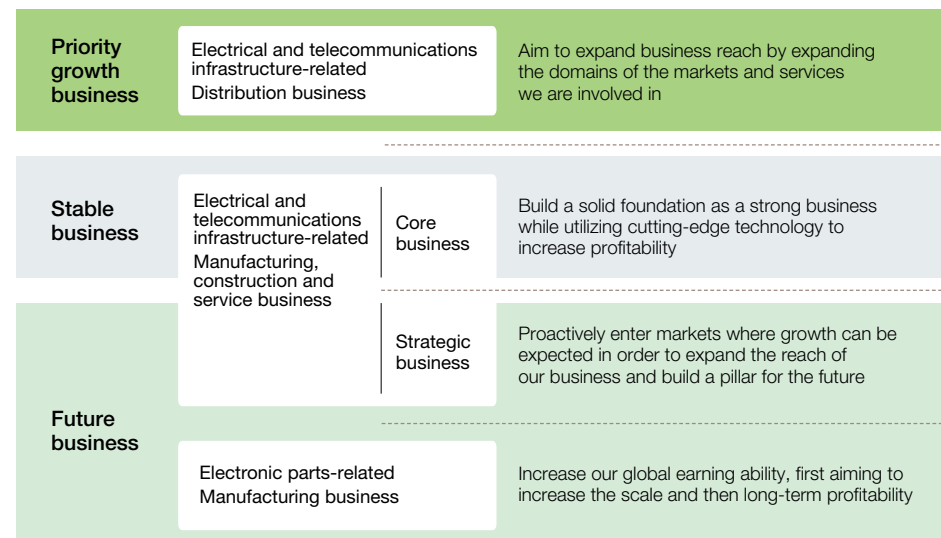 Priority
growth
business
Electrical and telecommunications
infrastructure-related
Distribution business
Aim to expand business reach by expanding
the domains of the markets and services
we are involved in
Stable
business
Electrical and
telecommunications
infrastructure-related
Manufacturing,
construction and
service business
Core
business
Build a solid foundation as a strong business
while utilizing cutting-edge technology to
increase profitability
Future
business
Strategic
business
Proactively enter markets where growth can be
expected in order to expand the reach of
our business and build a pillar for the future
Electronic parts-related
Manufacturing business
Increase our global earning ability, first aiming to
increase the scale and then long-term profitability